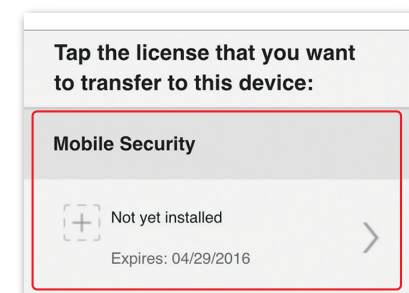 Tap the license that you want
to transfer to this device:
Mobile Security
Not yet installed
Expires: 04/29/2016